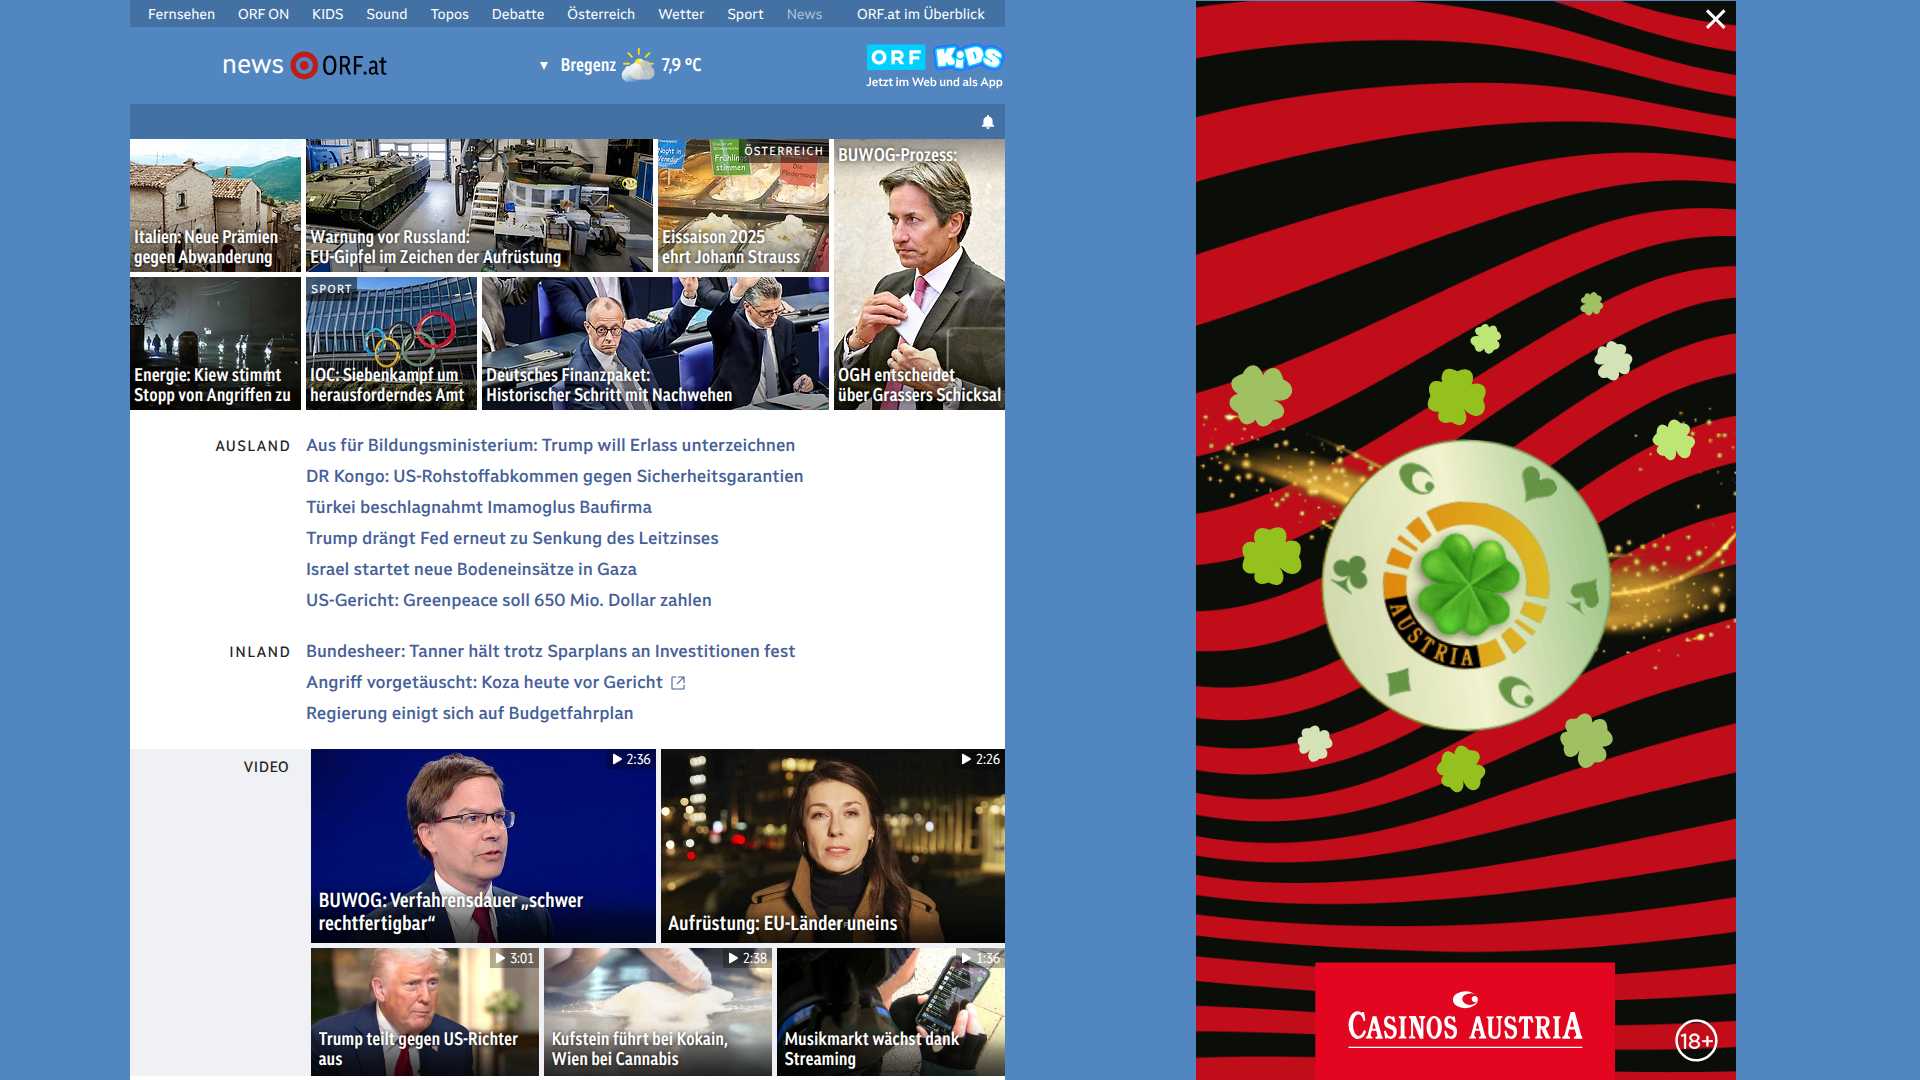 Fernsehen ORF ON KIDS Sound Topos Debatte Österreich Wetter Sport News ORF.at im Überblick
news ORF.at
▼ Bregenz 7,9 °C
ORF KIDS
Jetzt im Web und als App
Italien: Neue Prämien
gegen Abwanderung
Warnung vor Russland:
EU-Gipfel im Zeichen der Aufrüstung
ÖSTERREICH
Frühlings
stimmen
Eissaison 2025
ehrt Johann Strauss
BUWOG-Prozess:
OGH entscheidet
über Grassers Schicksal
Energie: Kiew stimmt
Stopp von Angriffen zu
SPORT
IOC: Siebenkampf um
herausforderndes Amt
Deutsches Finanzpaket:
Historischer Schritt mit Nachwehen
AUSLAND
Aus für Bildungsministerium: Trump will Erlass unterzeichnen
DR Kongo: US-Rohstoffabkommen gegen Sicherheitsgarantien
Türkei beschlagnahmt Imamoglus Baufirma
Trump drängt Fed erneut zu Senkung des Leitzinses
Israel startet neue Bodeneinsätze in Gaza
US-Gericht: Greenpeace soll 650 Mio. Dollar zahlen
INLAND
Bundesheer: Tanner hält trotz Sparplans an Investitionen fest
Angriff vorgetäuscht: Koza heute vor Gericht
Regierung einigt sich auf Budgetfahrplan
VIDEO
2:36
BUWOG: Verfahrensdauer „schwer
rechtfertigbar“
2:26
Aufrüstung: EU-Länder uneins
3:01
Trump teilt gegen US-Richter
aus
2:38
Kufstein führt bei Kokain,
Wien bei Cannabis
1:36
Musikmarkt wächst dank
Streaming
AUSTRIA
CASINOS AUSTRIA
18+